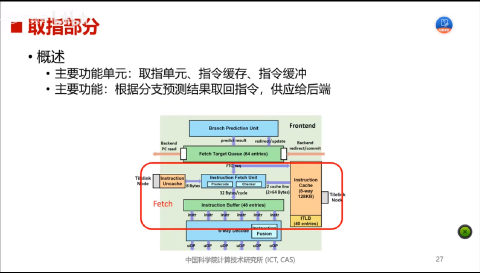 取指部分
• 概述
• 主要功能单元：取指单元、指令缓存、指令缓冲
• 主要功能：根据分支预测结果取回指令，供应给后端
Frontend
Branch Prediction Unit
predict result
redirect/update
Backend
PC read
Fetch Target Queue (64 entries)
Backend
redirect/commit
Tilelink
Node
Instruction
Uncache
Instruction Fetch Unit
Predecode
2 cache line
(2×64 Bytes)
32 Bytes/cycle
Instruction
Cache
(8-way
128KB)
Tilelink
Node
Fetch
Instruction Buffer (48 entries)
ITLB
(48 entries)
6-way Decode
Fusion
中国科学院计算技术研究所 (ICT, CAS)
27